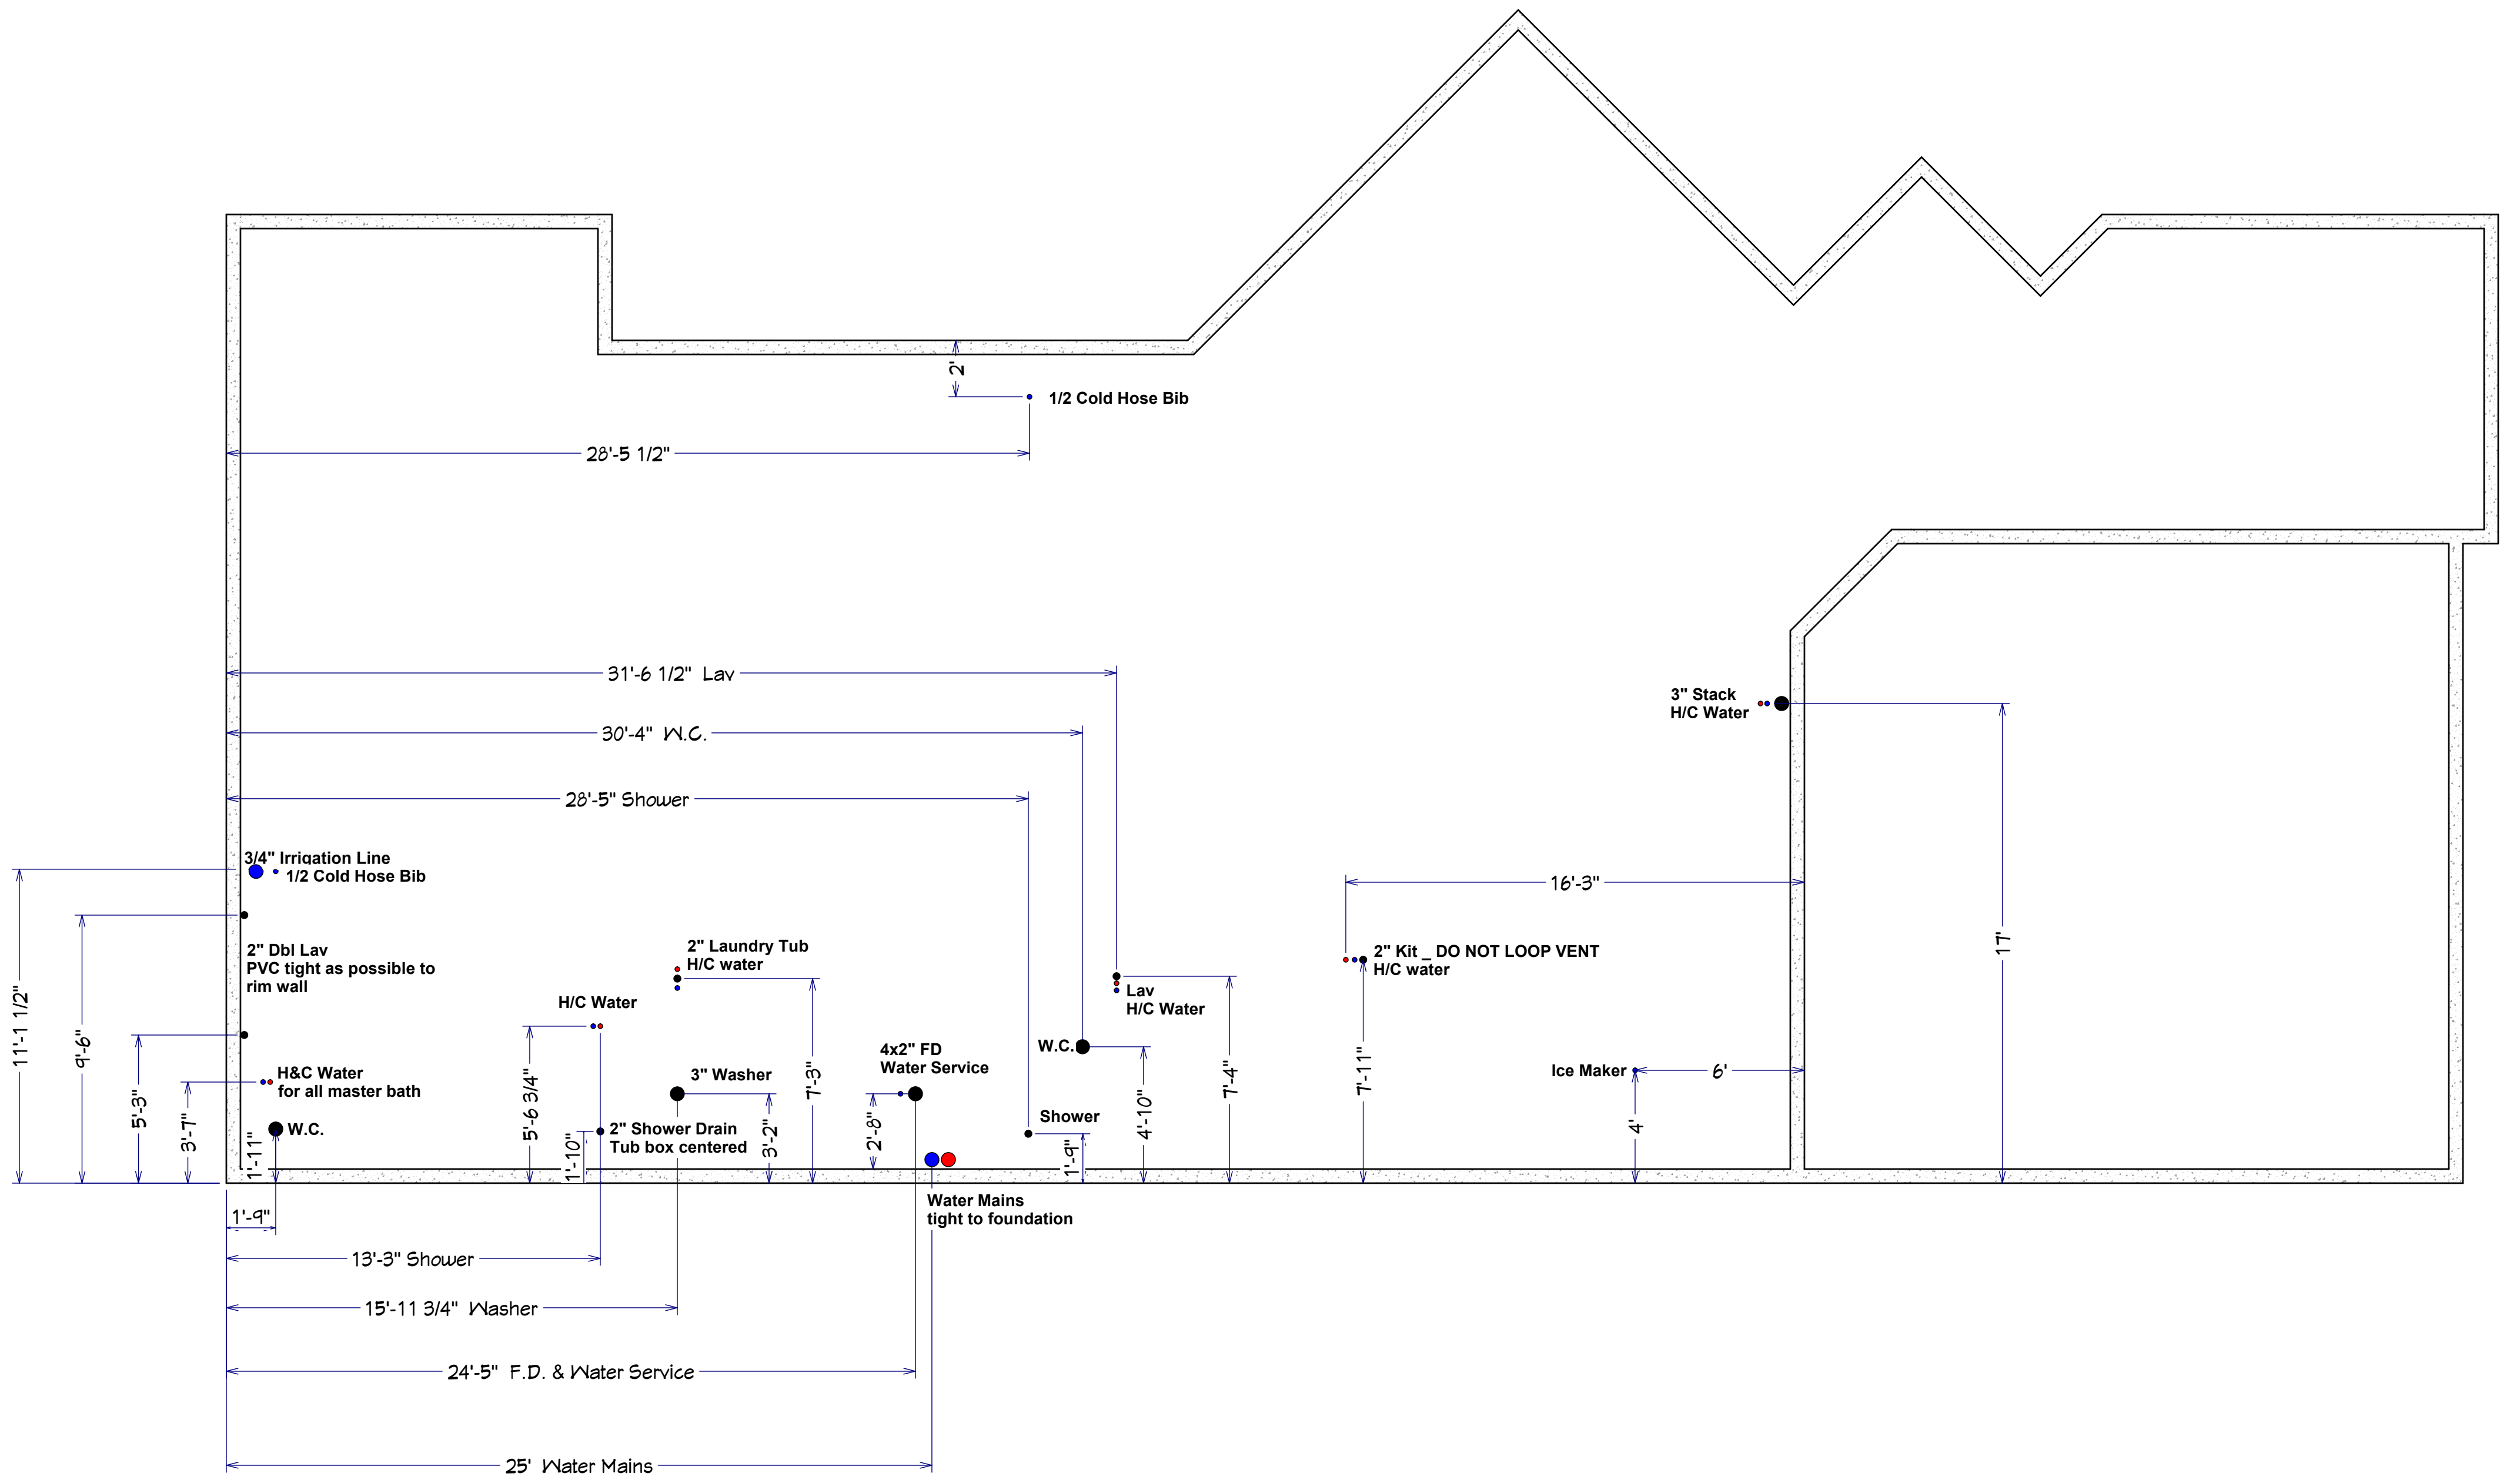 2'
1/2 Cold Hose Bib
28'-5 1/2"
31'-6 1/2" Lav
3" Stack
H/C Water
30'-4" W.C.
28'-5" Shower
3/4" Irrigation Line
1/2 Cold Hose Bib
16'-3"
17'
2" Dbl Lav
PVC tight as possible to
rim wall
2" Laundry Tub
H/C water
2" Kit _ DO NOT LOOP VENT
H/C water
H/C Water
Lav
H/C Water
11'-1 1/2"
9'-6"
5'-3"
3'-7"
H&C Water
for all master bath
1'-11"
W.C.
5'-6 3/4"
1'-10"
3" Washer
2" Shower Drain
Tub box centered
3'-2"
7'-3"
4x2" FD
Water Service
2'-8"
W.C.
Shower
1'-9"
4'-10"
7'-4"
7'-11"
Ice Maker
6'
4'
Water Mains
tight to foundation
1'-9"
13'-3" Shower
15'-11 3/4" Washer
24'-5" F.D. & Water Service
25' Water Mains